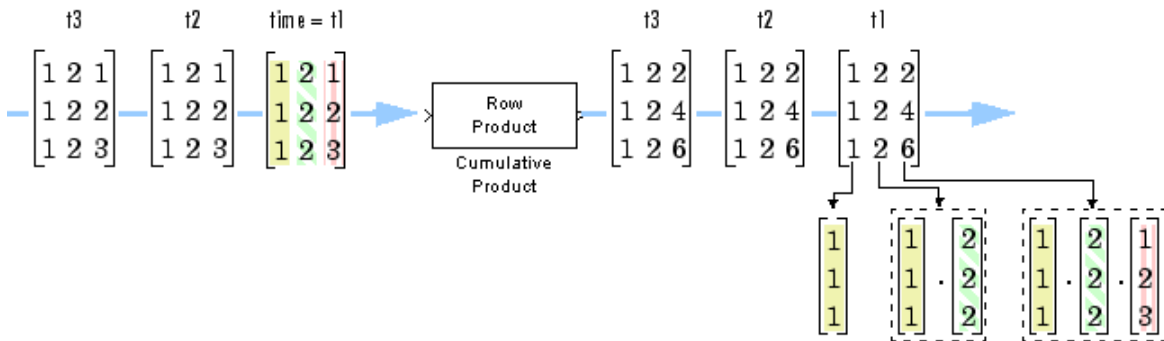 t3 t2 time = t1 t3 t2 t1
1 2 1 1 2 1 1 2 1 1 2 2 1 2 2 1 2 2
1 2 2 1 2 2 1 2 2 Row Product 1 2 4 1 2 4 1 2 4
1 2 3 1 2 3 1 2 3 1 2 6 1 2 6 1 2 6
Cumulative
Product
1 1 2 1 2 1
1 1 . 2 1 . 2 . 2
1 1 2 1 2 3